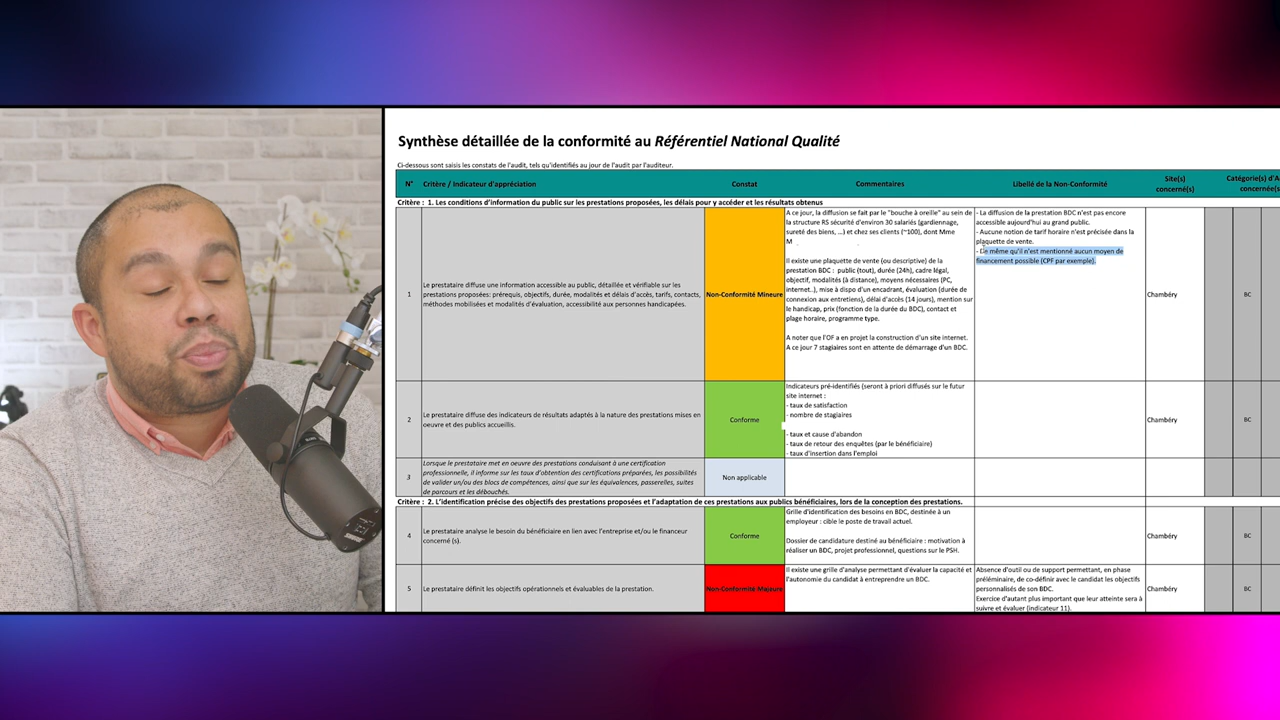 Synthèse détaillée de la conformité au Référentiel National Qualité
Ci-dessous sont saisis les constats de l'audit, tels qu'identifiés au jour de l'audit par l'auditeur.
N° Critère / Indicateur d'appréciation Constat Commentaires Libellé de la Non-Conformité Site(s) Catégorie(s) d'A
concerné(s) concernée(s
Critère : 1. Les conditions d'information du public sur les prestations proposées, les délais pour y accéder et les résultats obtenus
1
Le prestataire diffuse une information accessible au public, détaillée et vérifiable sur les
prestations proposées: prérequis, objectifs, durée, modalités et délais d'accès, tarifs, contacts,
méthodes mobilisées et modalités d'évaluation, accessibilité aux personnes handicapées.
Non-Conformité Mineure
A ce jour, la diffusion se fait par le "bouche à oreille" au sein de
la structure RS sécurité d'environ 30 salariés (gardiennage,
sureté des biens, ...) et chez ses clients (~100), dont Mme
M
Il existe une plaquette de vente (ou descriptive) de la
prestation BDC : public (tout), durée (24h), cadre légal,
objectif, modalités (à distance), moyens nécessaires (PC,
internet..), mise à dispo d'un encadrant, évaluation (durée de
connexion aux entretiens), délai d'accès (14 jours), mention sur
le handicap, prix (fonction de la durée du BDC), contact et
plage horaire, programme type.
A noter que l'OF a en projet la construction d'un site internet.
A ce jour 7 stagiaires sont en attente de démarrage d'un BDC.
- La diffusion de la prestation BDC n'est pas encore
accessible aujourd'hui au grand public.
- Aucune notion de tarif horaire n'est précisée dans la
plaquette de vente.
- De même qu'il n'est mentionné aucun moyen de
financement possible (CPF par exemple).
Chambéry
BC
2
Le prestataire diffuse des indicateurs de résultats adaptés à la nature des prestations mises en
oeuvre et des publics accueillis.
Conforme
Indicateurs pré-identifiés (seront à priori diffusés sur le futur
site internet :
- taux de satisfaction
- nombre de stagiaires
- taux et cause d'abandon
- taux de retour des enquêtes (par le bénéficiaire)
- taux d'insertion dans l'emploi
Chambéry
BC
3
Lorsque le prestataire met en oeuvre des prestations conduisant à une certification
professionnelle, il informe sur les taux d'obtention des certifications préparées, les possibilités
de valider un/ou des blocs de compétences, ainsi que sur les équivalences, passerelles, suites
de parcours et les débouchés.
Non applicable
Critère : 2. L'identification précise des objectifs des prestations proposées et l'adaptation de ces prestations aux publics bénéficiaires, lors de la conception des prestations.
4
Le prestataire analyse le besoin du bénéficiaire en lien avec l'entreprise et/ou le financeur
concerné (s).
Conforme
Grille d'identification des besoins en BDC, destinée à un
employeur : cible le poste de travail actuel.
Dossier de candidature destiné au bénéficiaire : motivation à
réaliser un BDC, projet professionnel, questions sur le PSH.
Chambéry
BC
5
Le prestataire définit les objectifs opérationnels et évaluables de la prestation.
Non-Conformité Majeure
Il existe une grille d'analyse permettant d'évaluer la capacité et
l'autonomie du candidat à entreprendre un BDC.
Absence d'outil ou de support permettant, en phase
préliminaire, de co-définir avec le candidat les objectifs
personnalisés de son BDC.
Exercice d'autant plus important que leur atteinte sera à
suivre et évaluer (indicateur 11).
Chambéry
BC